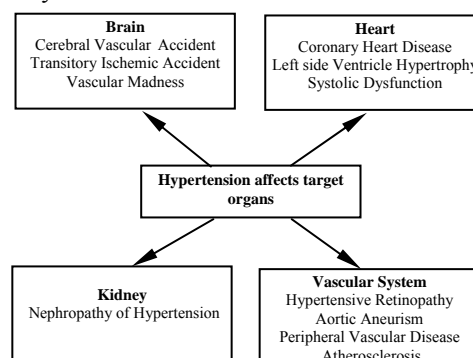 Brain
Cerebral Vascular Accident
Transitory Ischemic Accident
Vascular Madness
Heart
Coronary Heart Disease
Left side Ventricle Hypertrophy
Systolic Dysfunction
Hypertension affects target
organs
Kidney
Nephropathy of Hypertension
Vascular System
Hypertensive Retinopathy
Aortic Aneurism
Peripheral Vascular Disease
Atherosclerosis